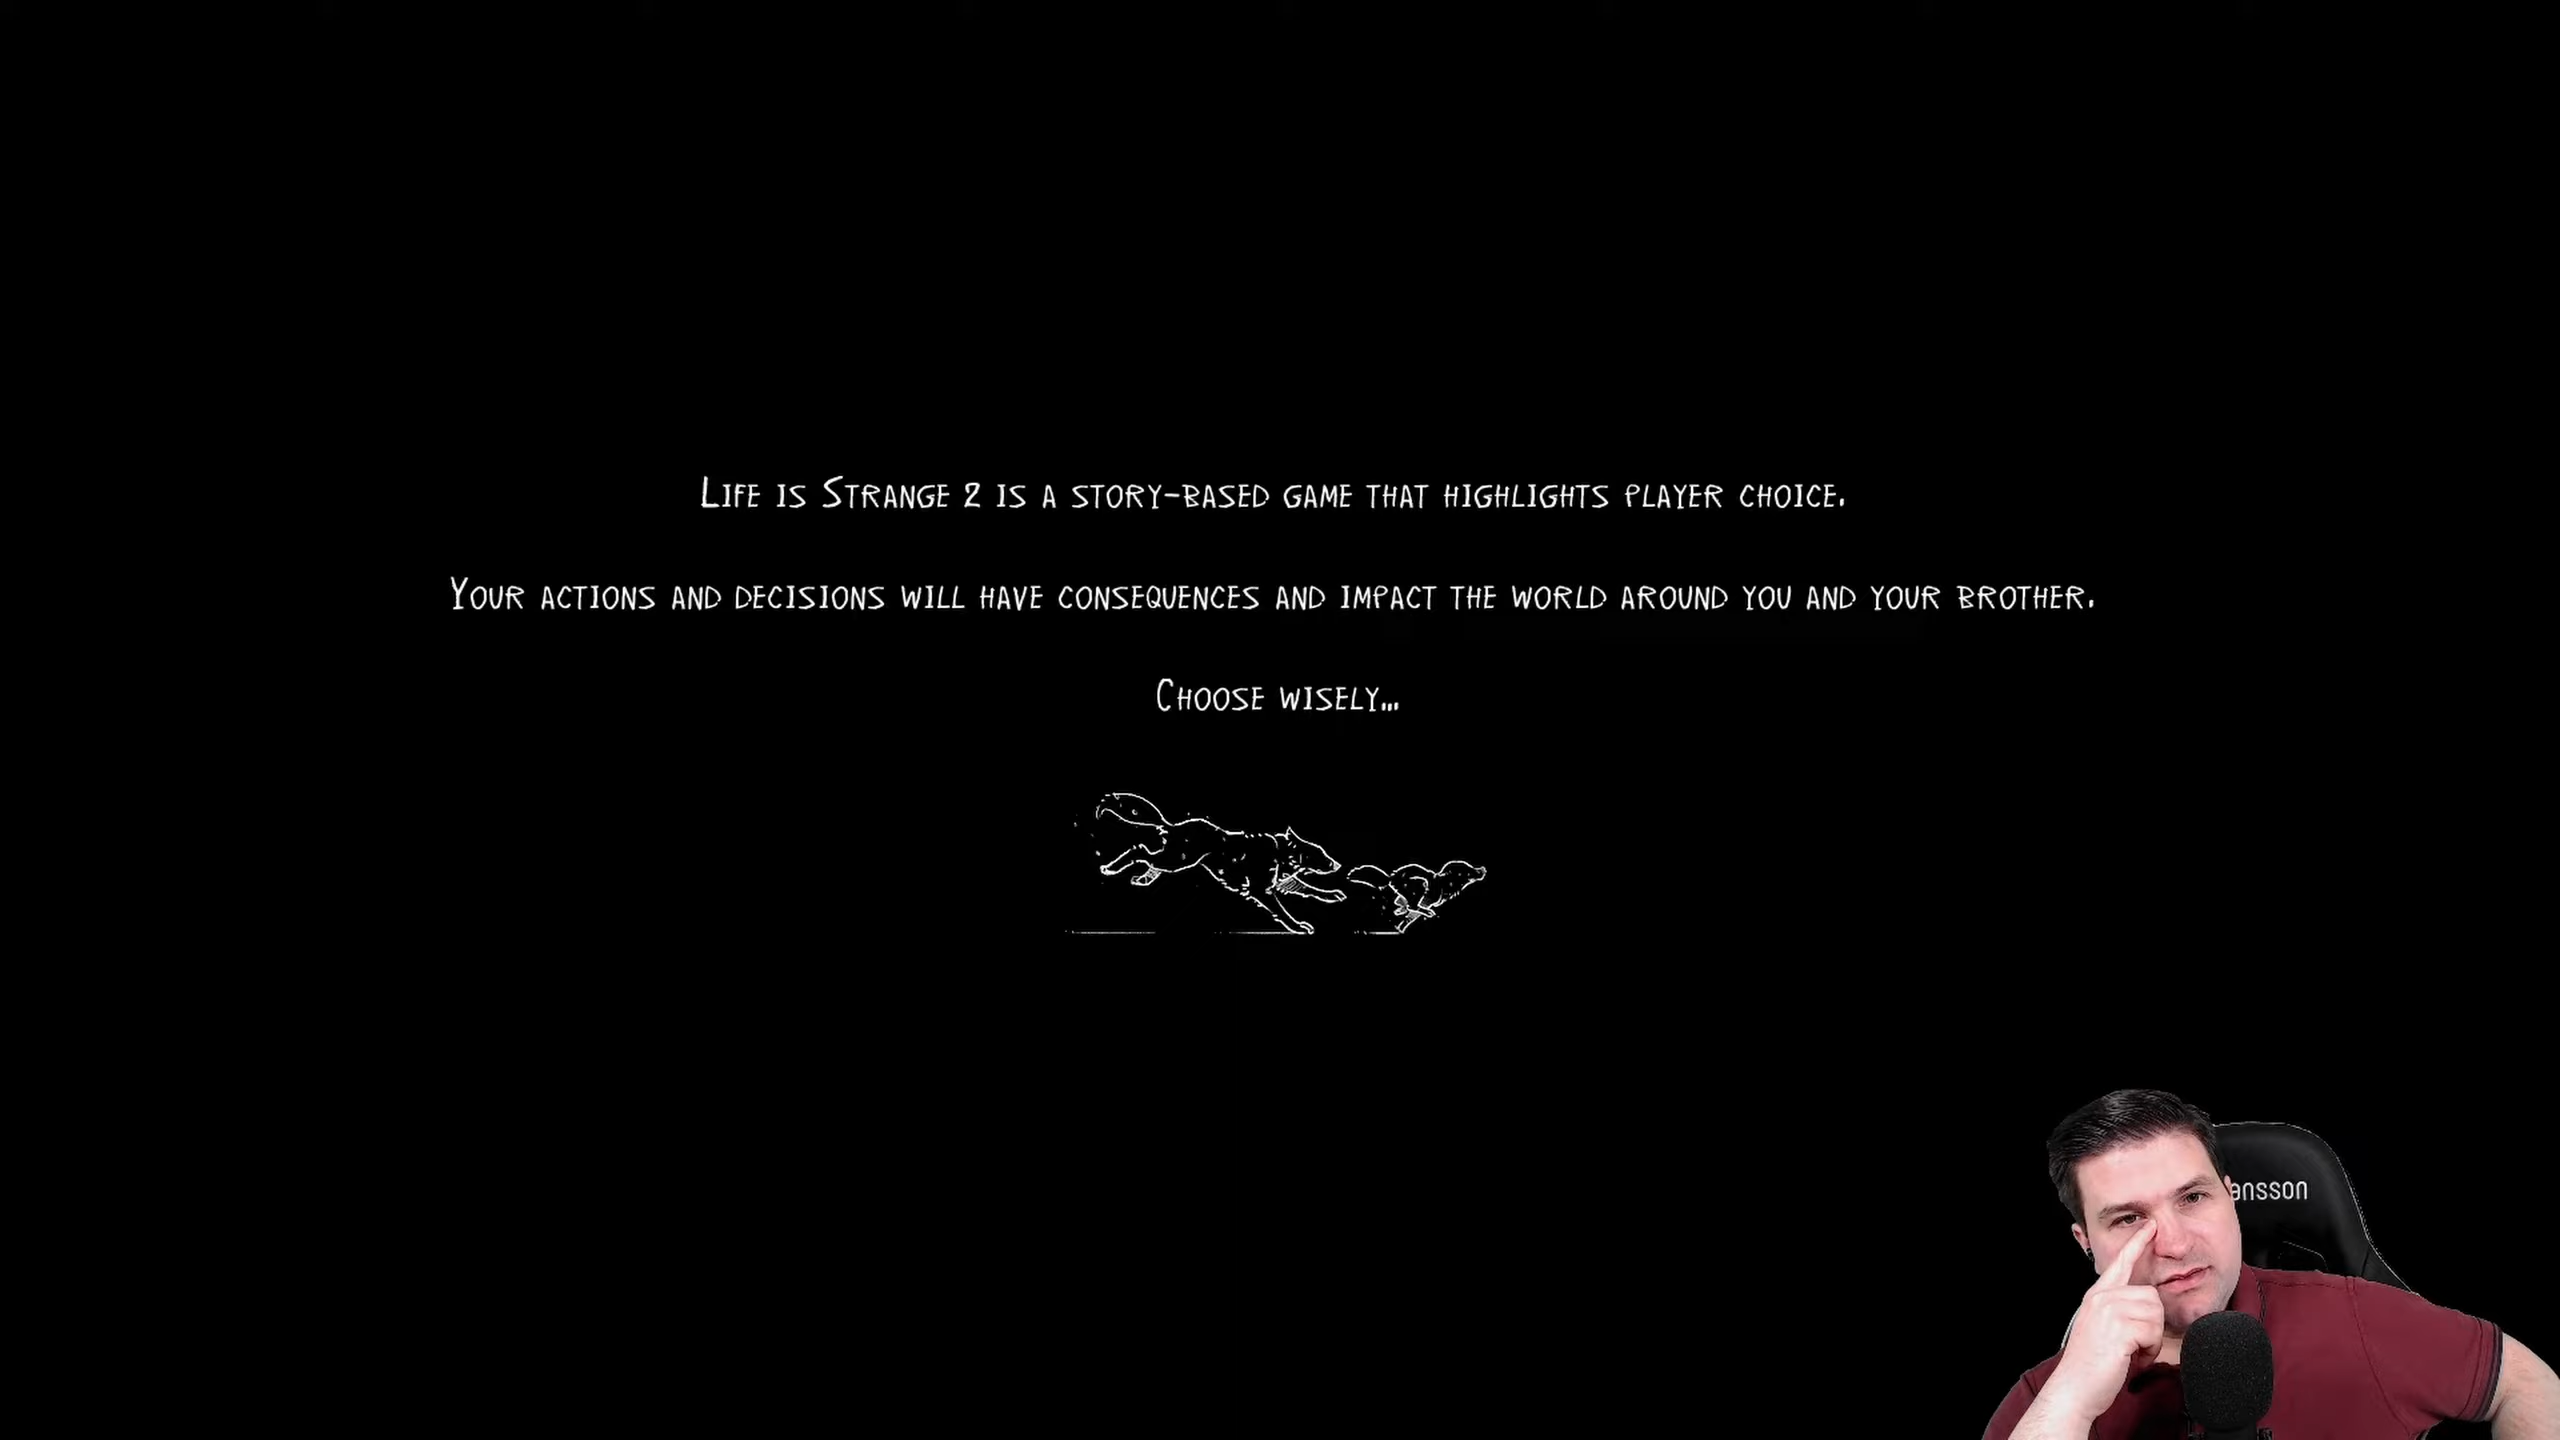 Life is Strange 2 is a story-based game that highlights player choice.
Your actions and decisions will have consequences and impact the world around you and your brother.
Choose wisely...
ansson